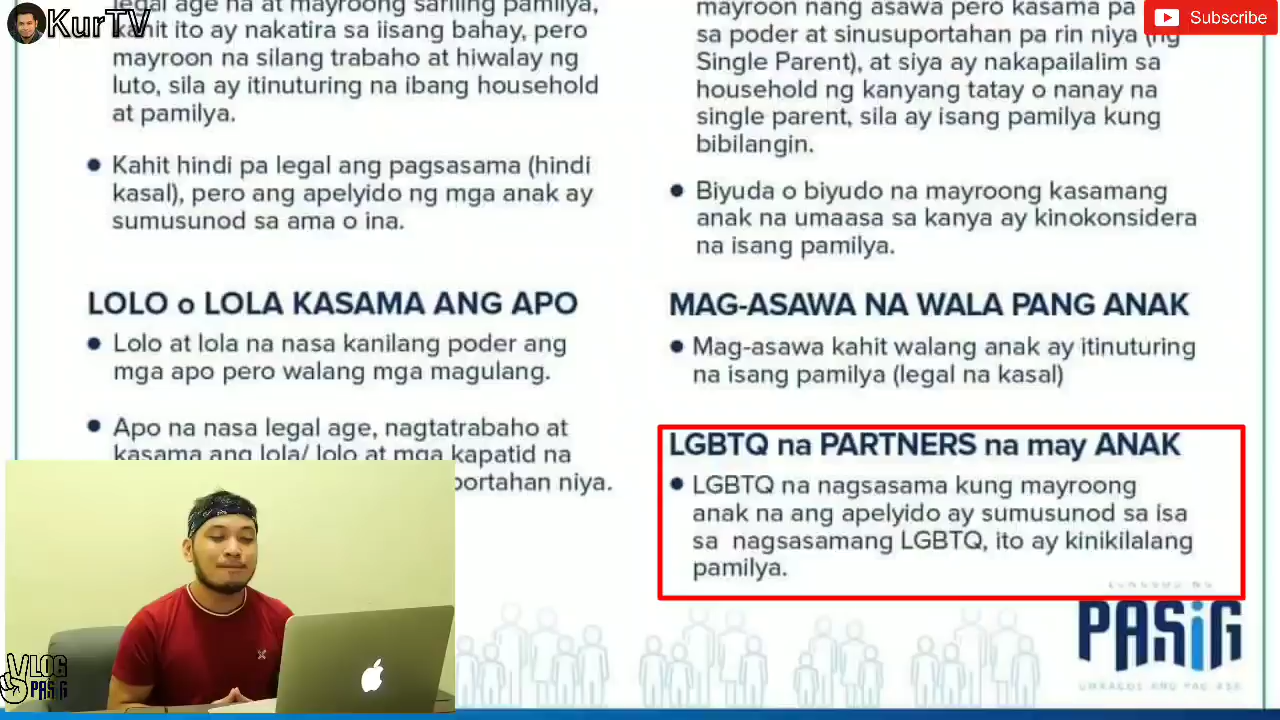 KurTV
Subscribe
legal age na at mayroong sariling pamilya,
kahit ito ay nakatira sa iisang bahay, pero
mayroon na silang trabaho at hiwalay ng
luto, sila ay itinuturing na ibang household
at pamilya.
Kahit hindi pa legal ang pagsasama (hindi
kasal), pero ang apelyido ng mga anak ay
sumusunod sa ama o ina.
LOLO o LOLA KASAMA ANG APO
Lolo at lola na nasa kanilang poder ang
mga apo pero walang mga magulang.
Apo na nasa legal age, nagtatrabaho at
kasama ang lola/ lolo at mga kapatid na
portahan niya.
mayroon nang asawa pero kasama pa
sa poder at sinusuportahan pa rin niya (ng
Single Parent), at siya ay nakapailalim sa
household ng kanyang tatay o nanay na
single parent, sila ay isang pamilya kung
bibilangin.
Biyuda o biyudo na mayroong kasamang
anak na umaasa sa kanya ay kinokonsidera
na isang pamilya.
MAG-ASAWA NA WALA PANG ANAK
Mag-asawa kahit walang anak ay itinuturing
na isang pamilya (legal na kasal)
LGBTQ na PARTNERS na may ANAK
LGBTQ na nagsasama kung mayroong
anak na ang apelyido ay sumusunod sa isa
sa nagsasamang LGBTQ, ito ay kinikilalang
pamilya.
PASiG
VLOG
PASIG